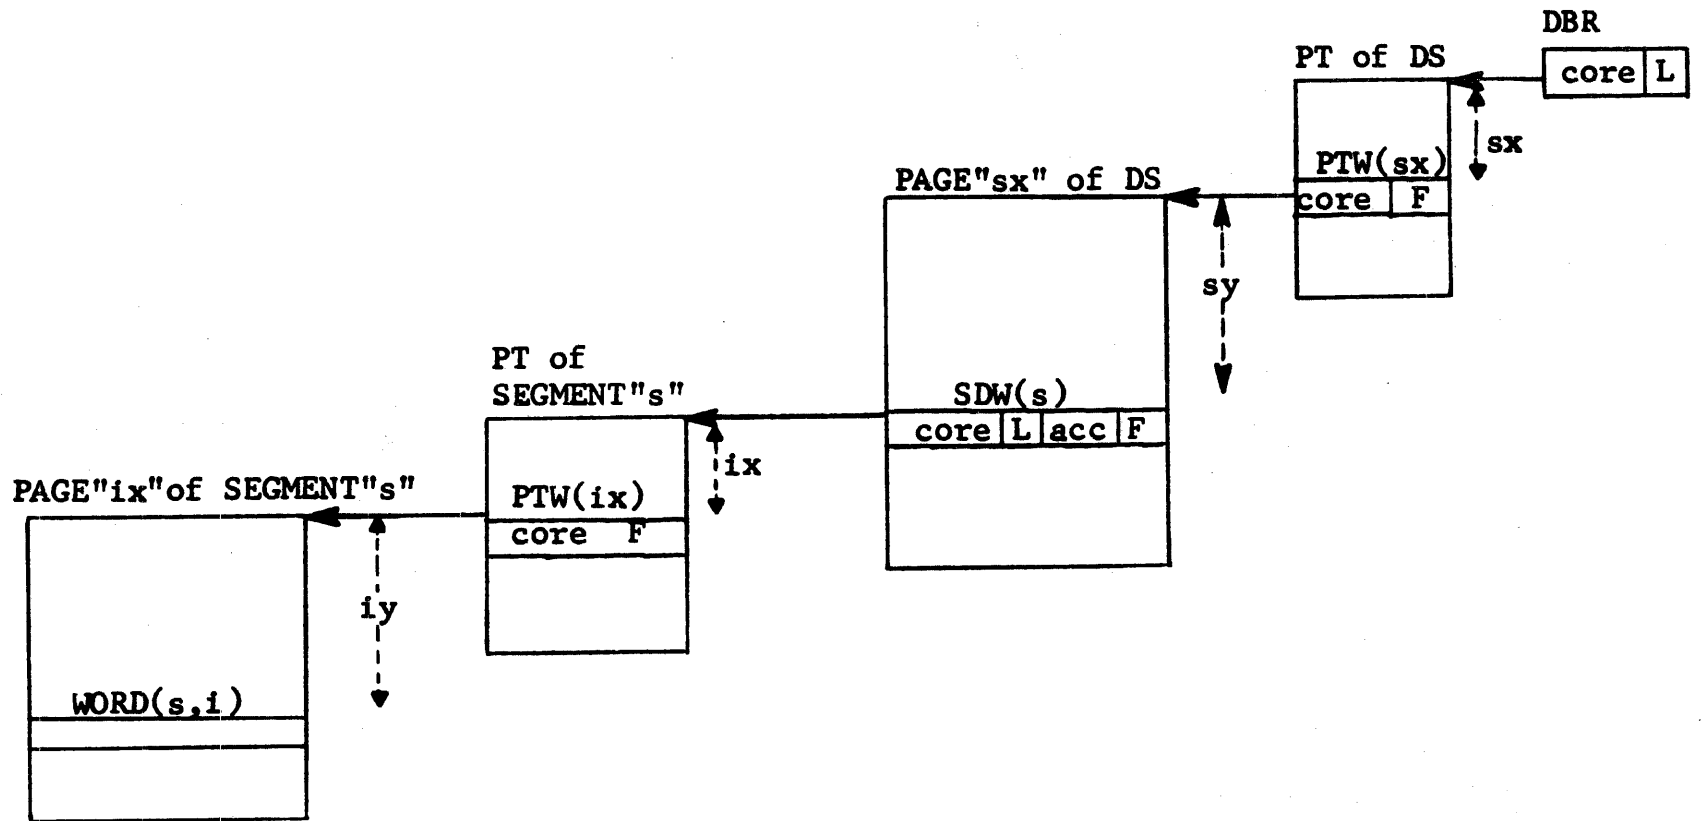 DBR
core L
PT of DS
sx
PTW(sx)
core F
PAGE"sx" of DS
sy
SDW(s)
core L acc F
PT of
SEGMENT"s"
ix
PTW(ix)
core F
PAGE"ix"of SEGMENT"s"
iy
WORD(s,i)